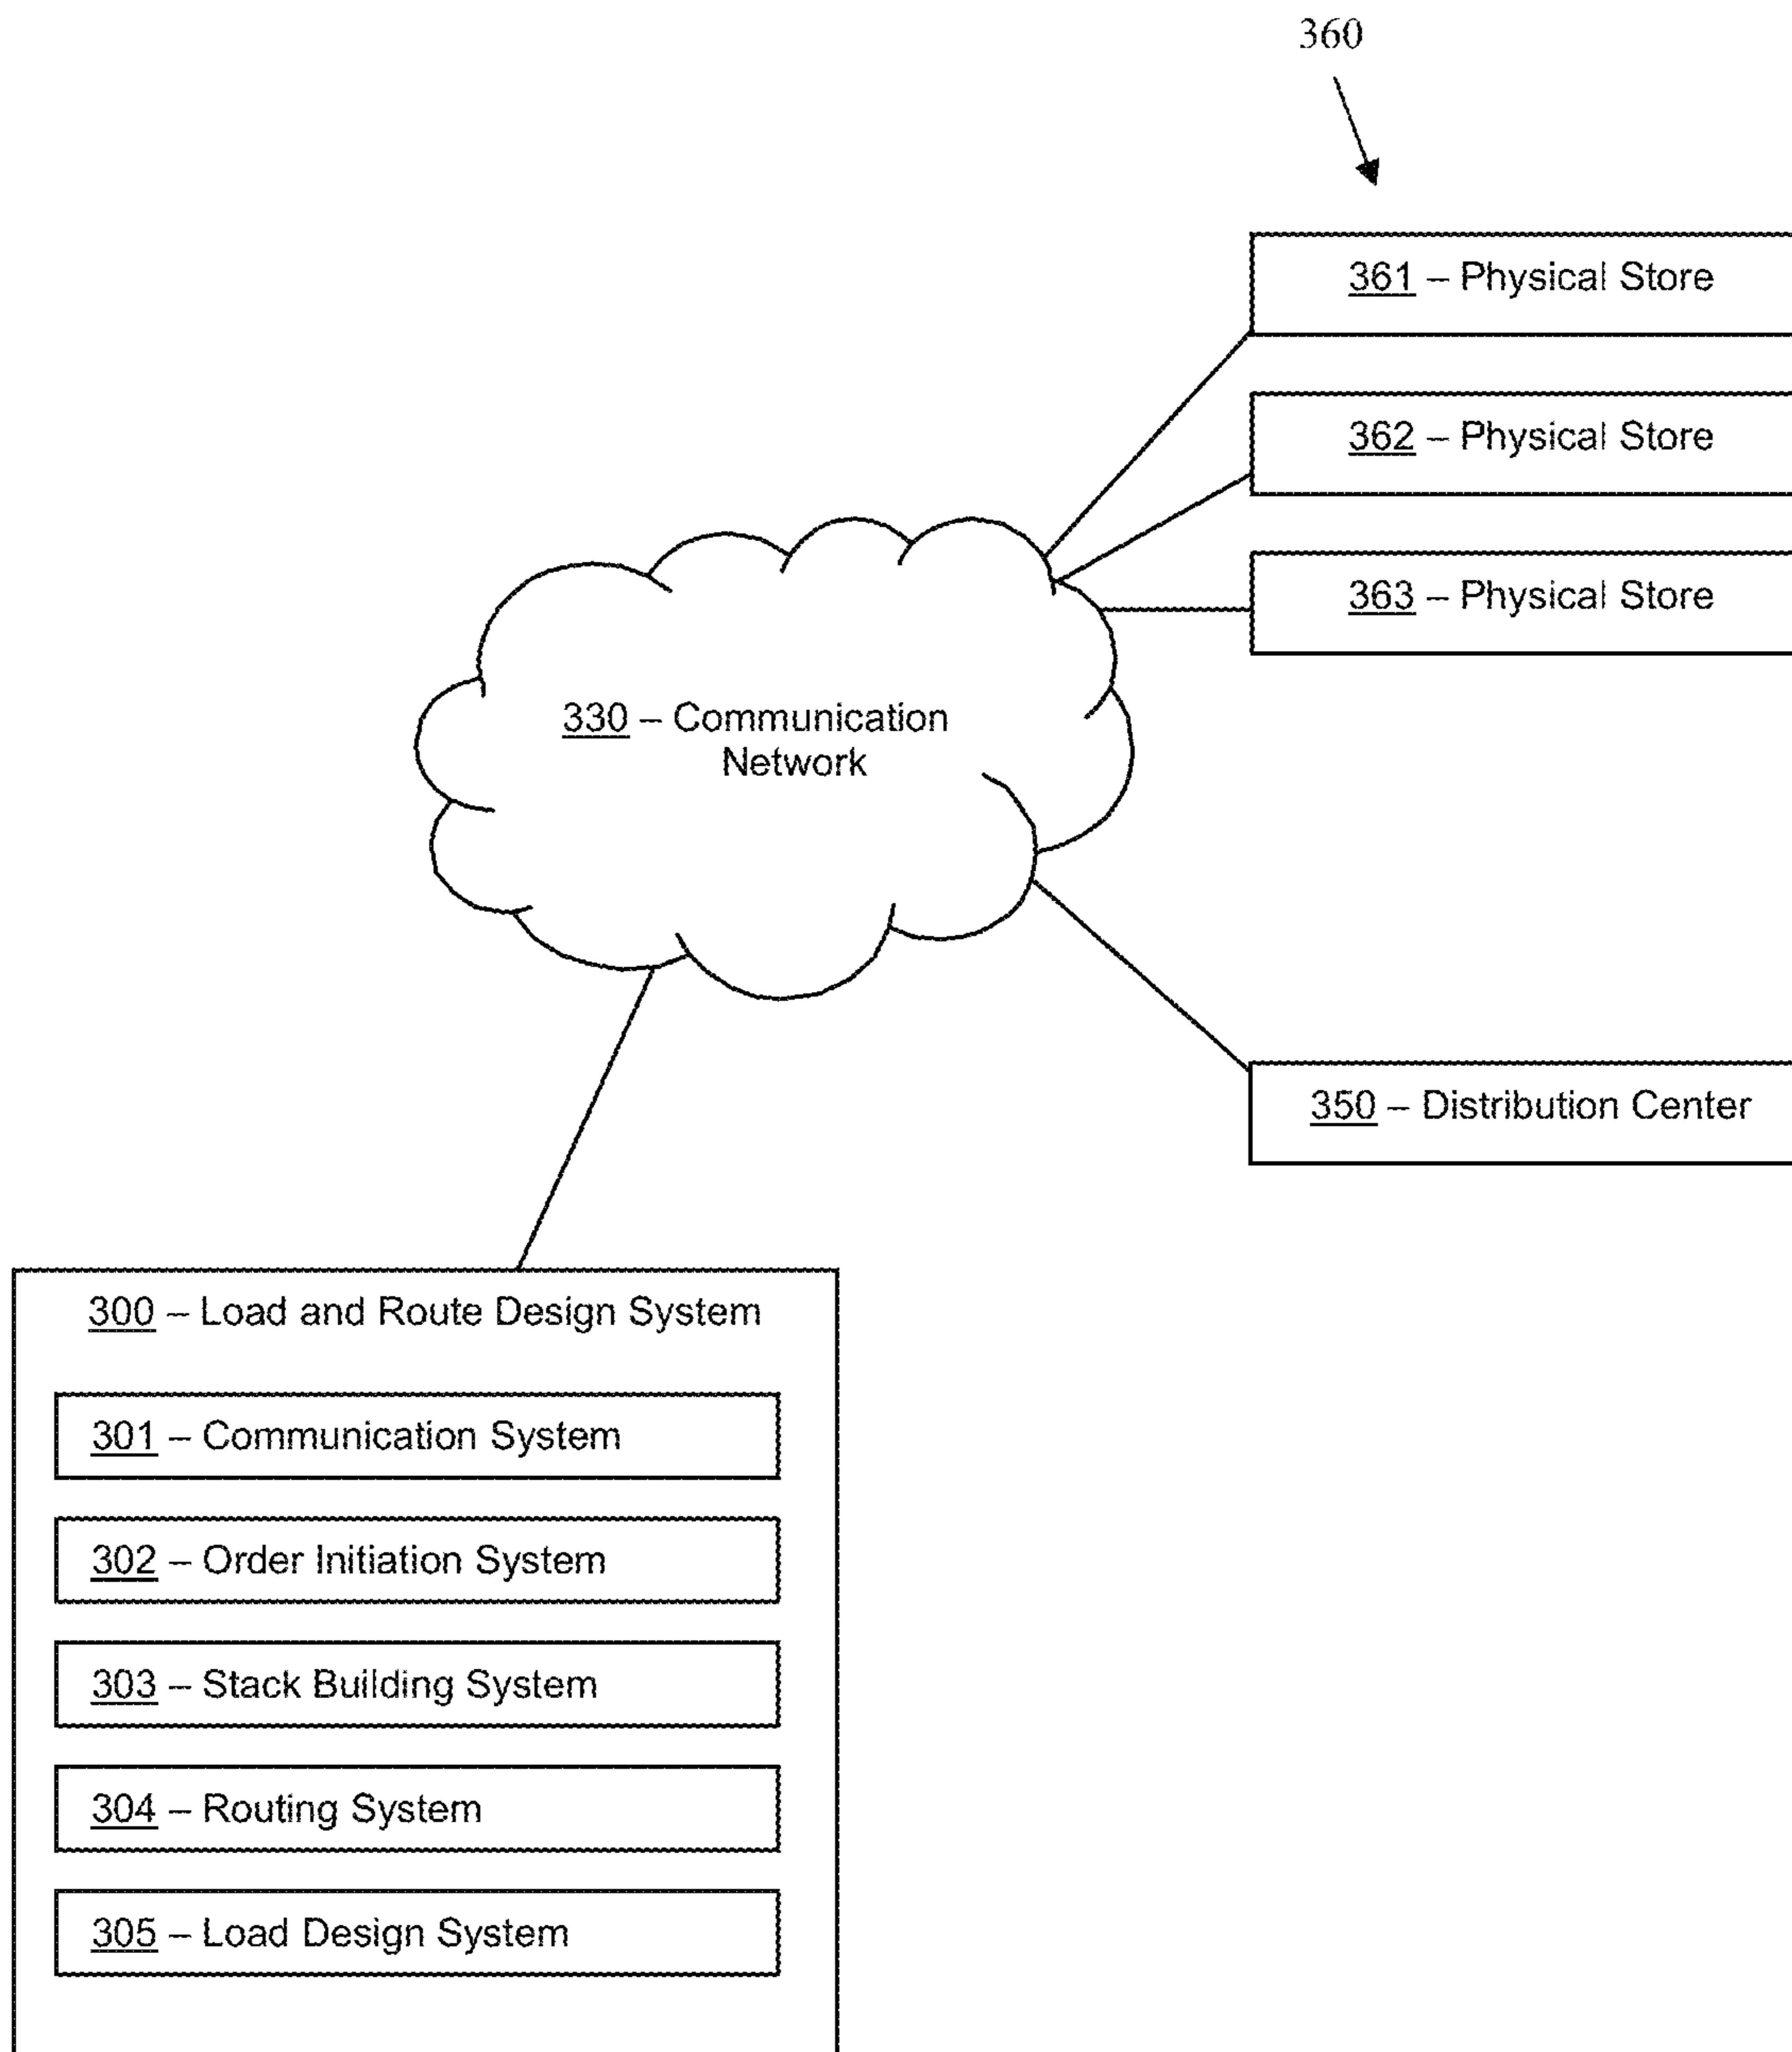 360
361 – Physical Store
362 – Physical Store
363 – Physical Store
330 – Communication
Network
350 – Distribution Center
300 – Load and Route Design System
301 – Communication System
302 – Order Initiation System
303 – Stack Building System
304 – Routing System
305 – Load Design System